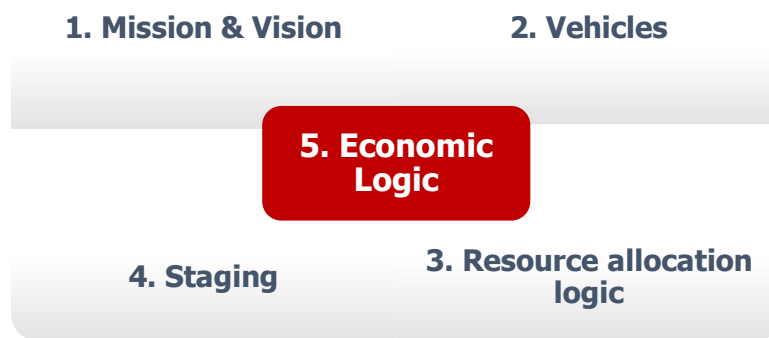 1. Mission & Vision
2. Vehicles
5. Economic
Logic
4. Staging
3. Resource allocation
logic